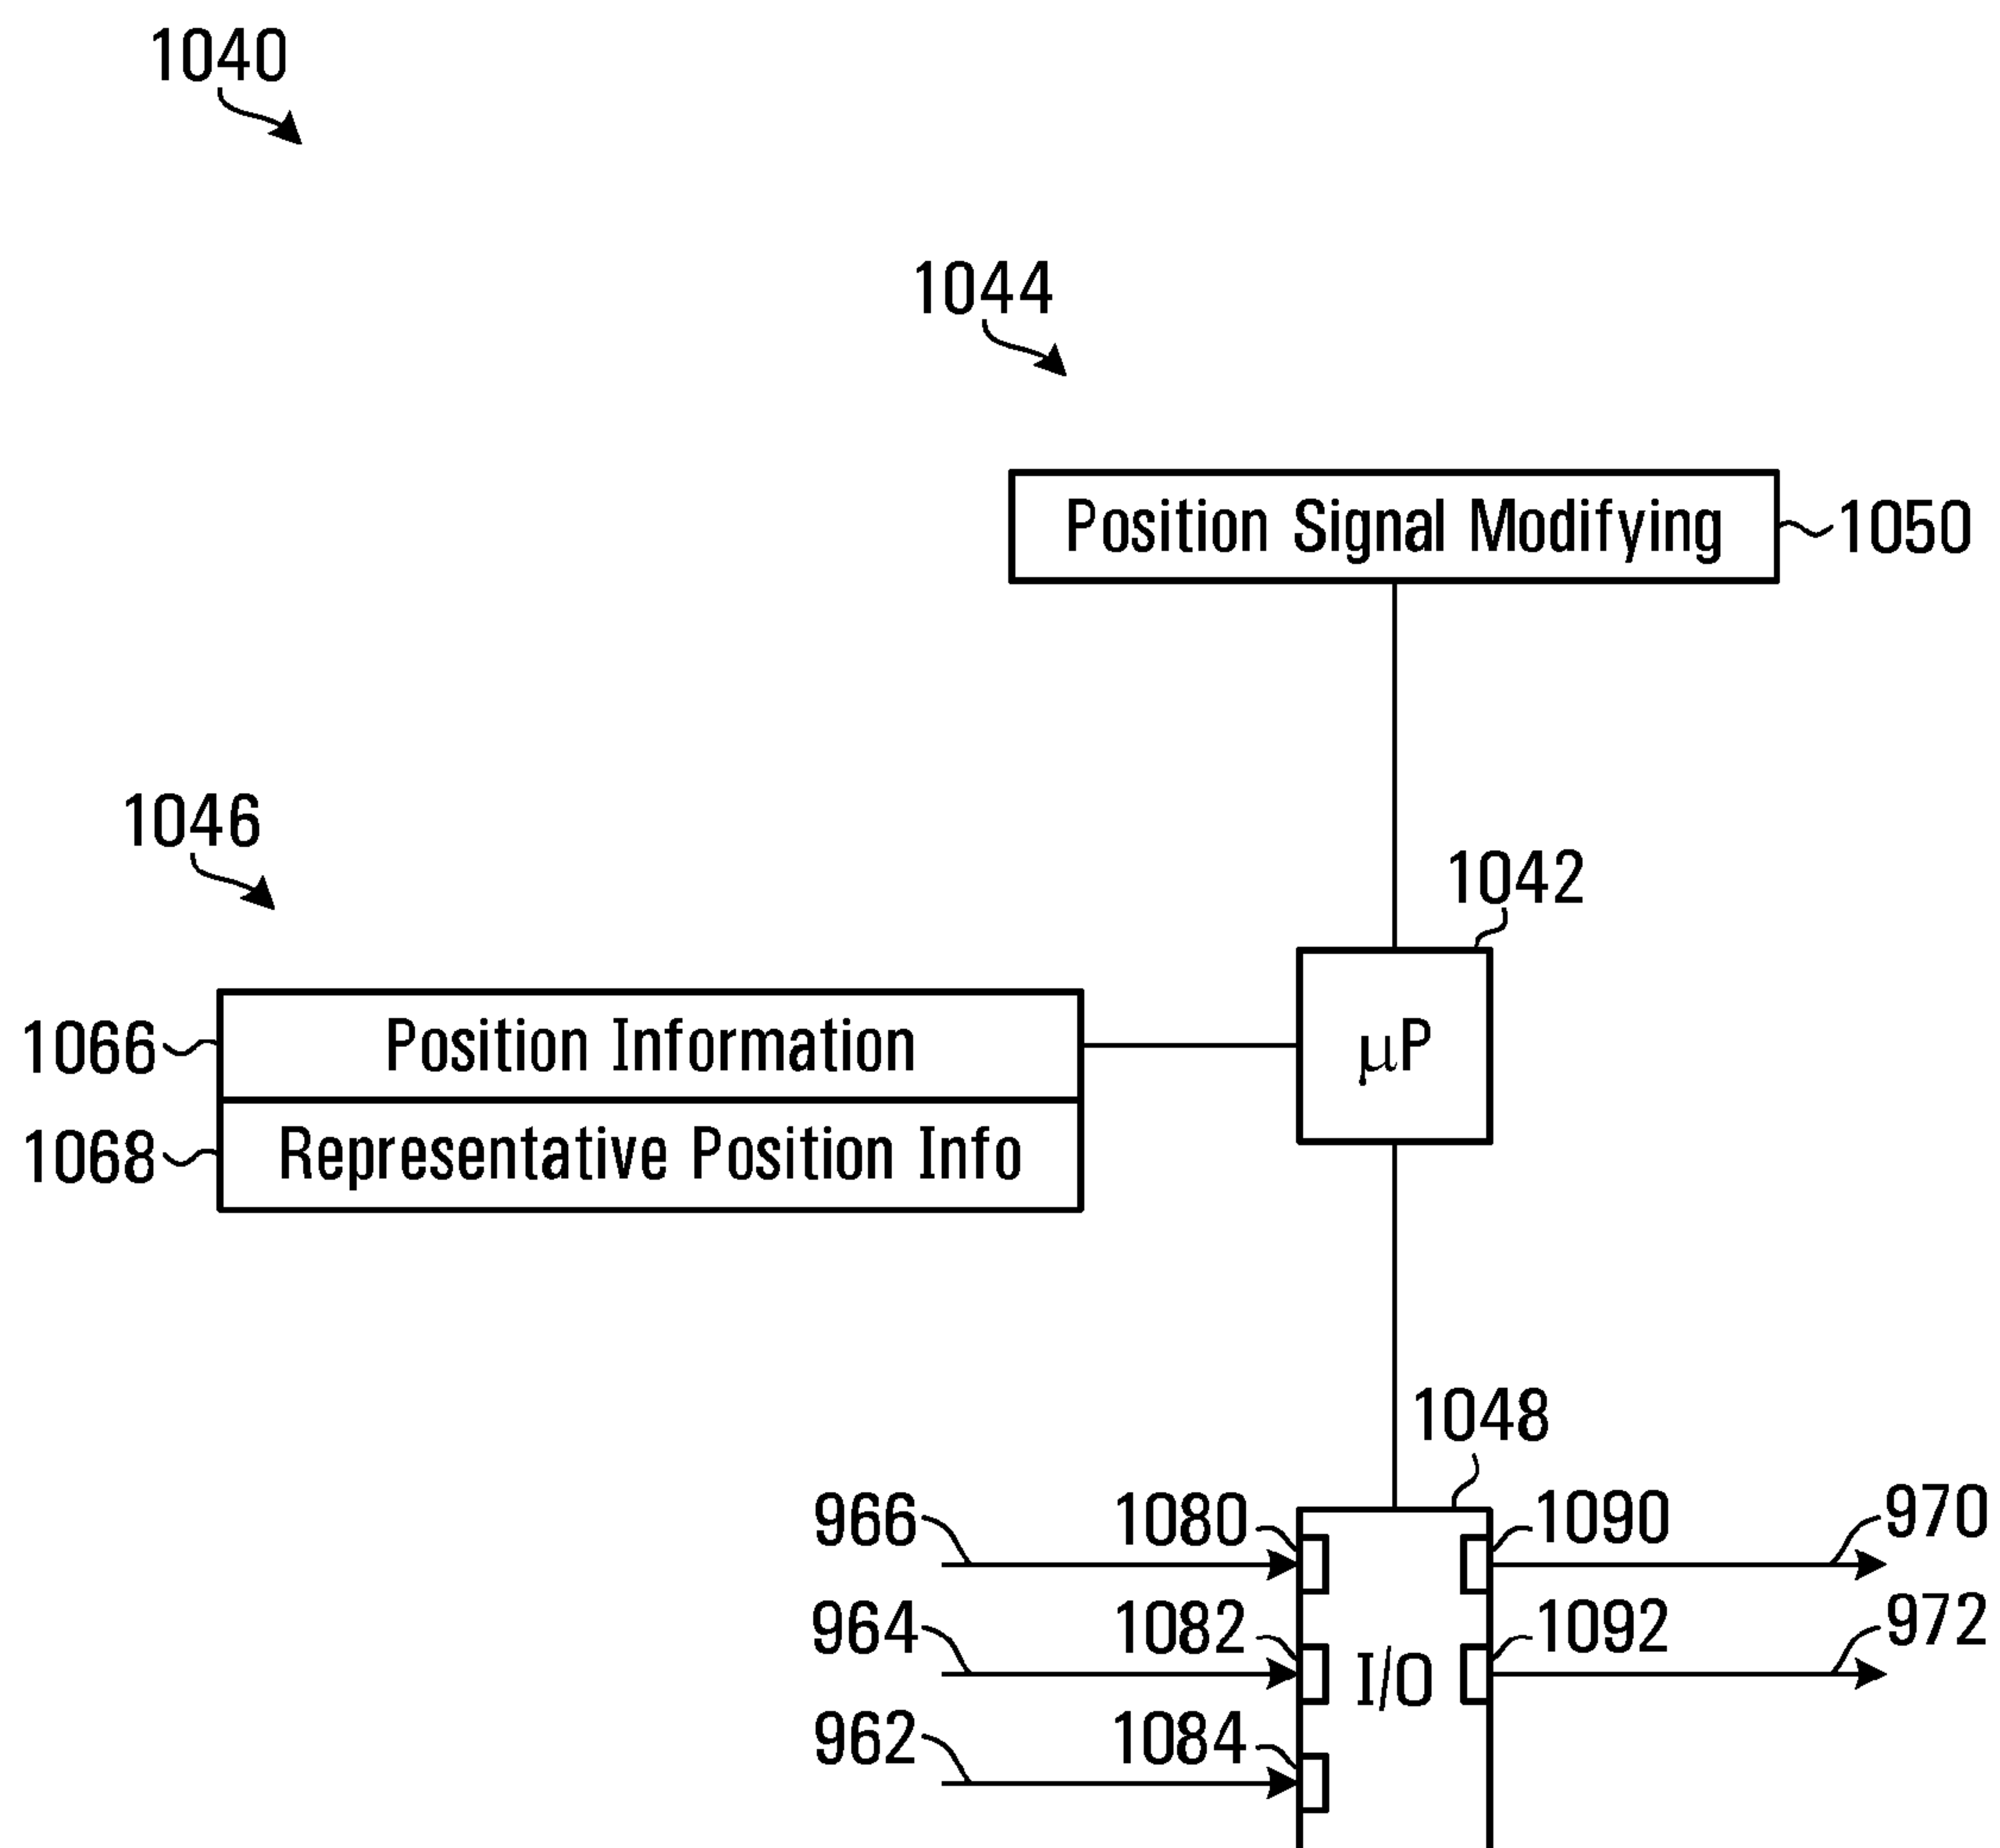 1040
1044
Position Signal Modifying 1050
1046
1042
1066 Position Information
µP
1068 Representative Position Info
1048
966 1080 1090 970
964 1082 1092 972
I/O
962 1084